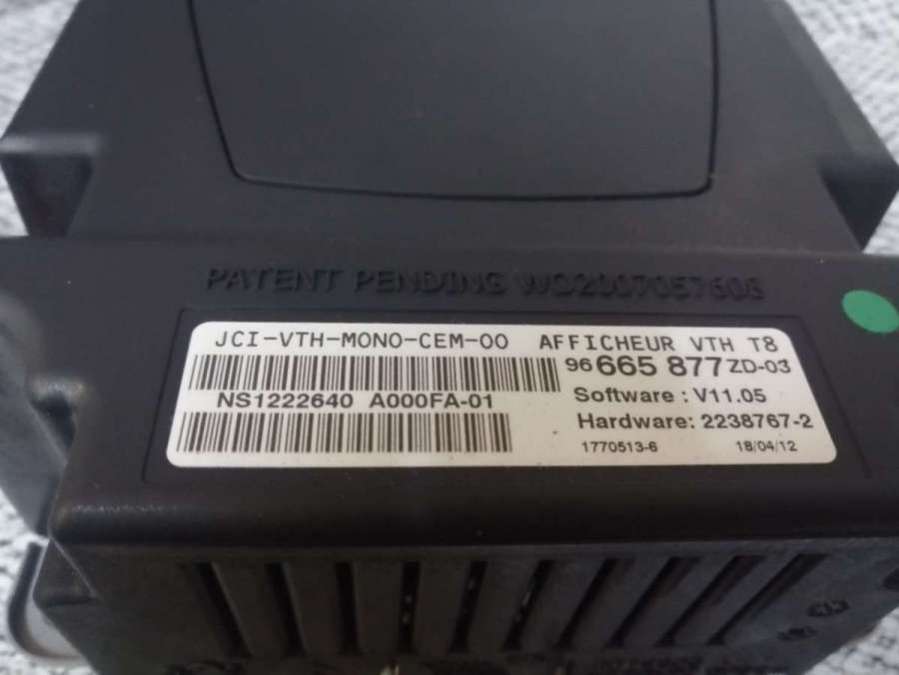 PATENT PENDING WO2007057608
JCI-VTH-MONO-CEM-00 AFFICHEUR VTH T8
96 665 877 ZD-03
NS1222640 A000FA-01
Software : V11.05
Hardware: 2238767-2
1770513-6 18/04/12